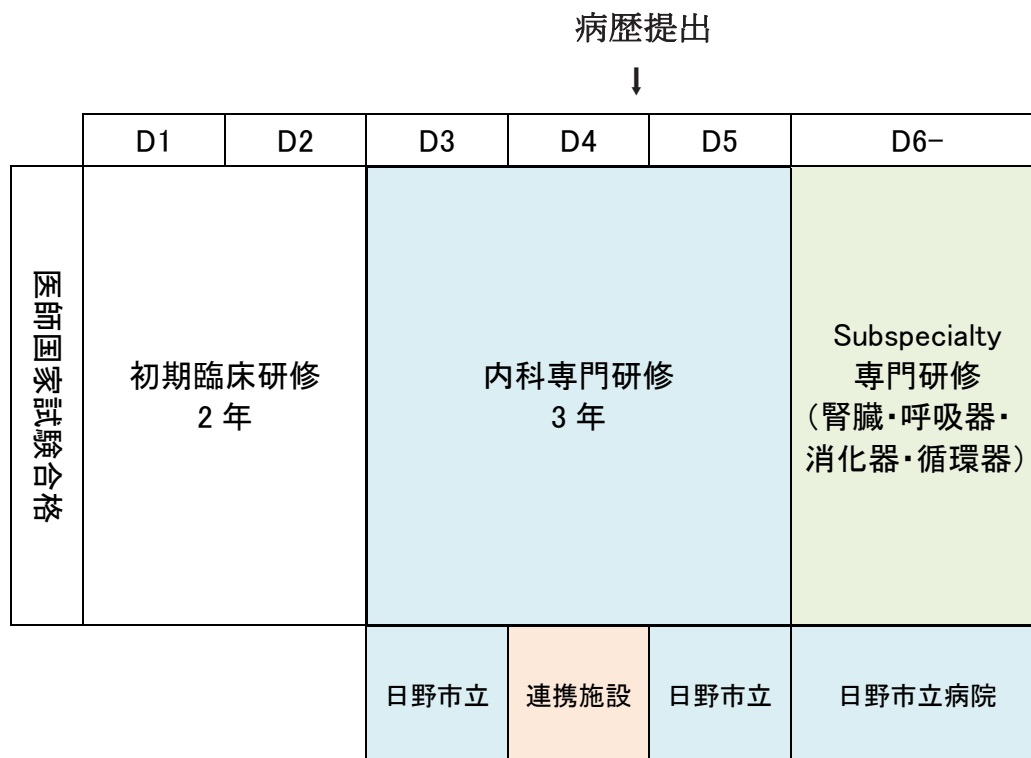 病歴提出
↓
D1 D2 D3 D4 D5 D6-
医師国家試験合格
初期臨床研修
2 年
内科専門研修
3 年
Subspecialty
専門研修
(腎臓・呼吸器・
消化器・循環器)
日野市立 連携施設 日野市立 日野市立病院